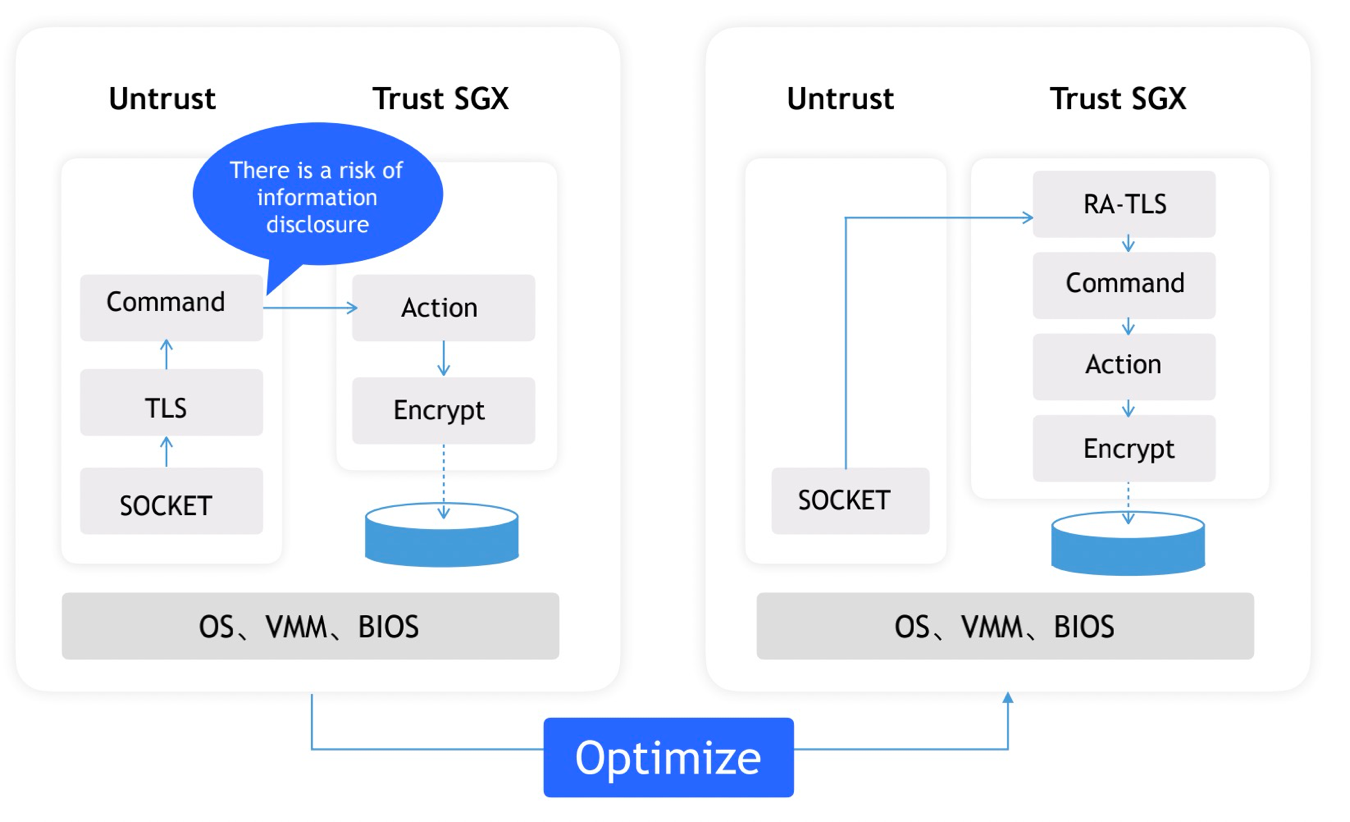 Untrust
Trust SGX
There is a risk of
information
disclosure
Command
Action
TLS
Encrypt
SOCKET
OS、VMM、BIOS
Untrust
Trust SGX
RA-TLS
Command
Action
Encrypt
SOCKET
OS、VMM、BIOS
Optimize